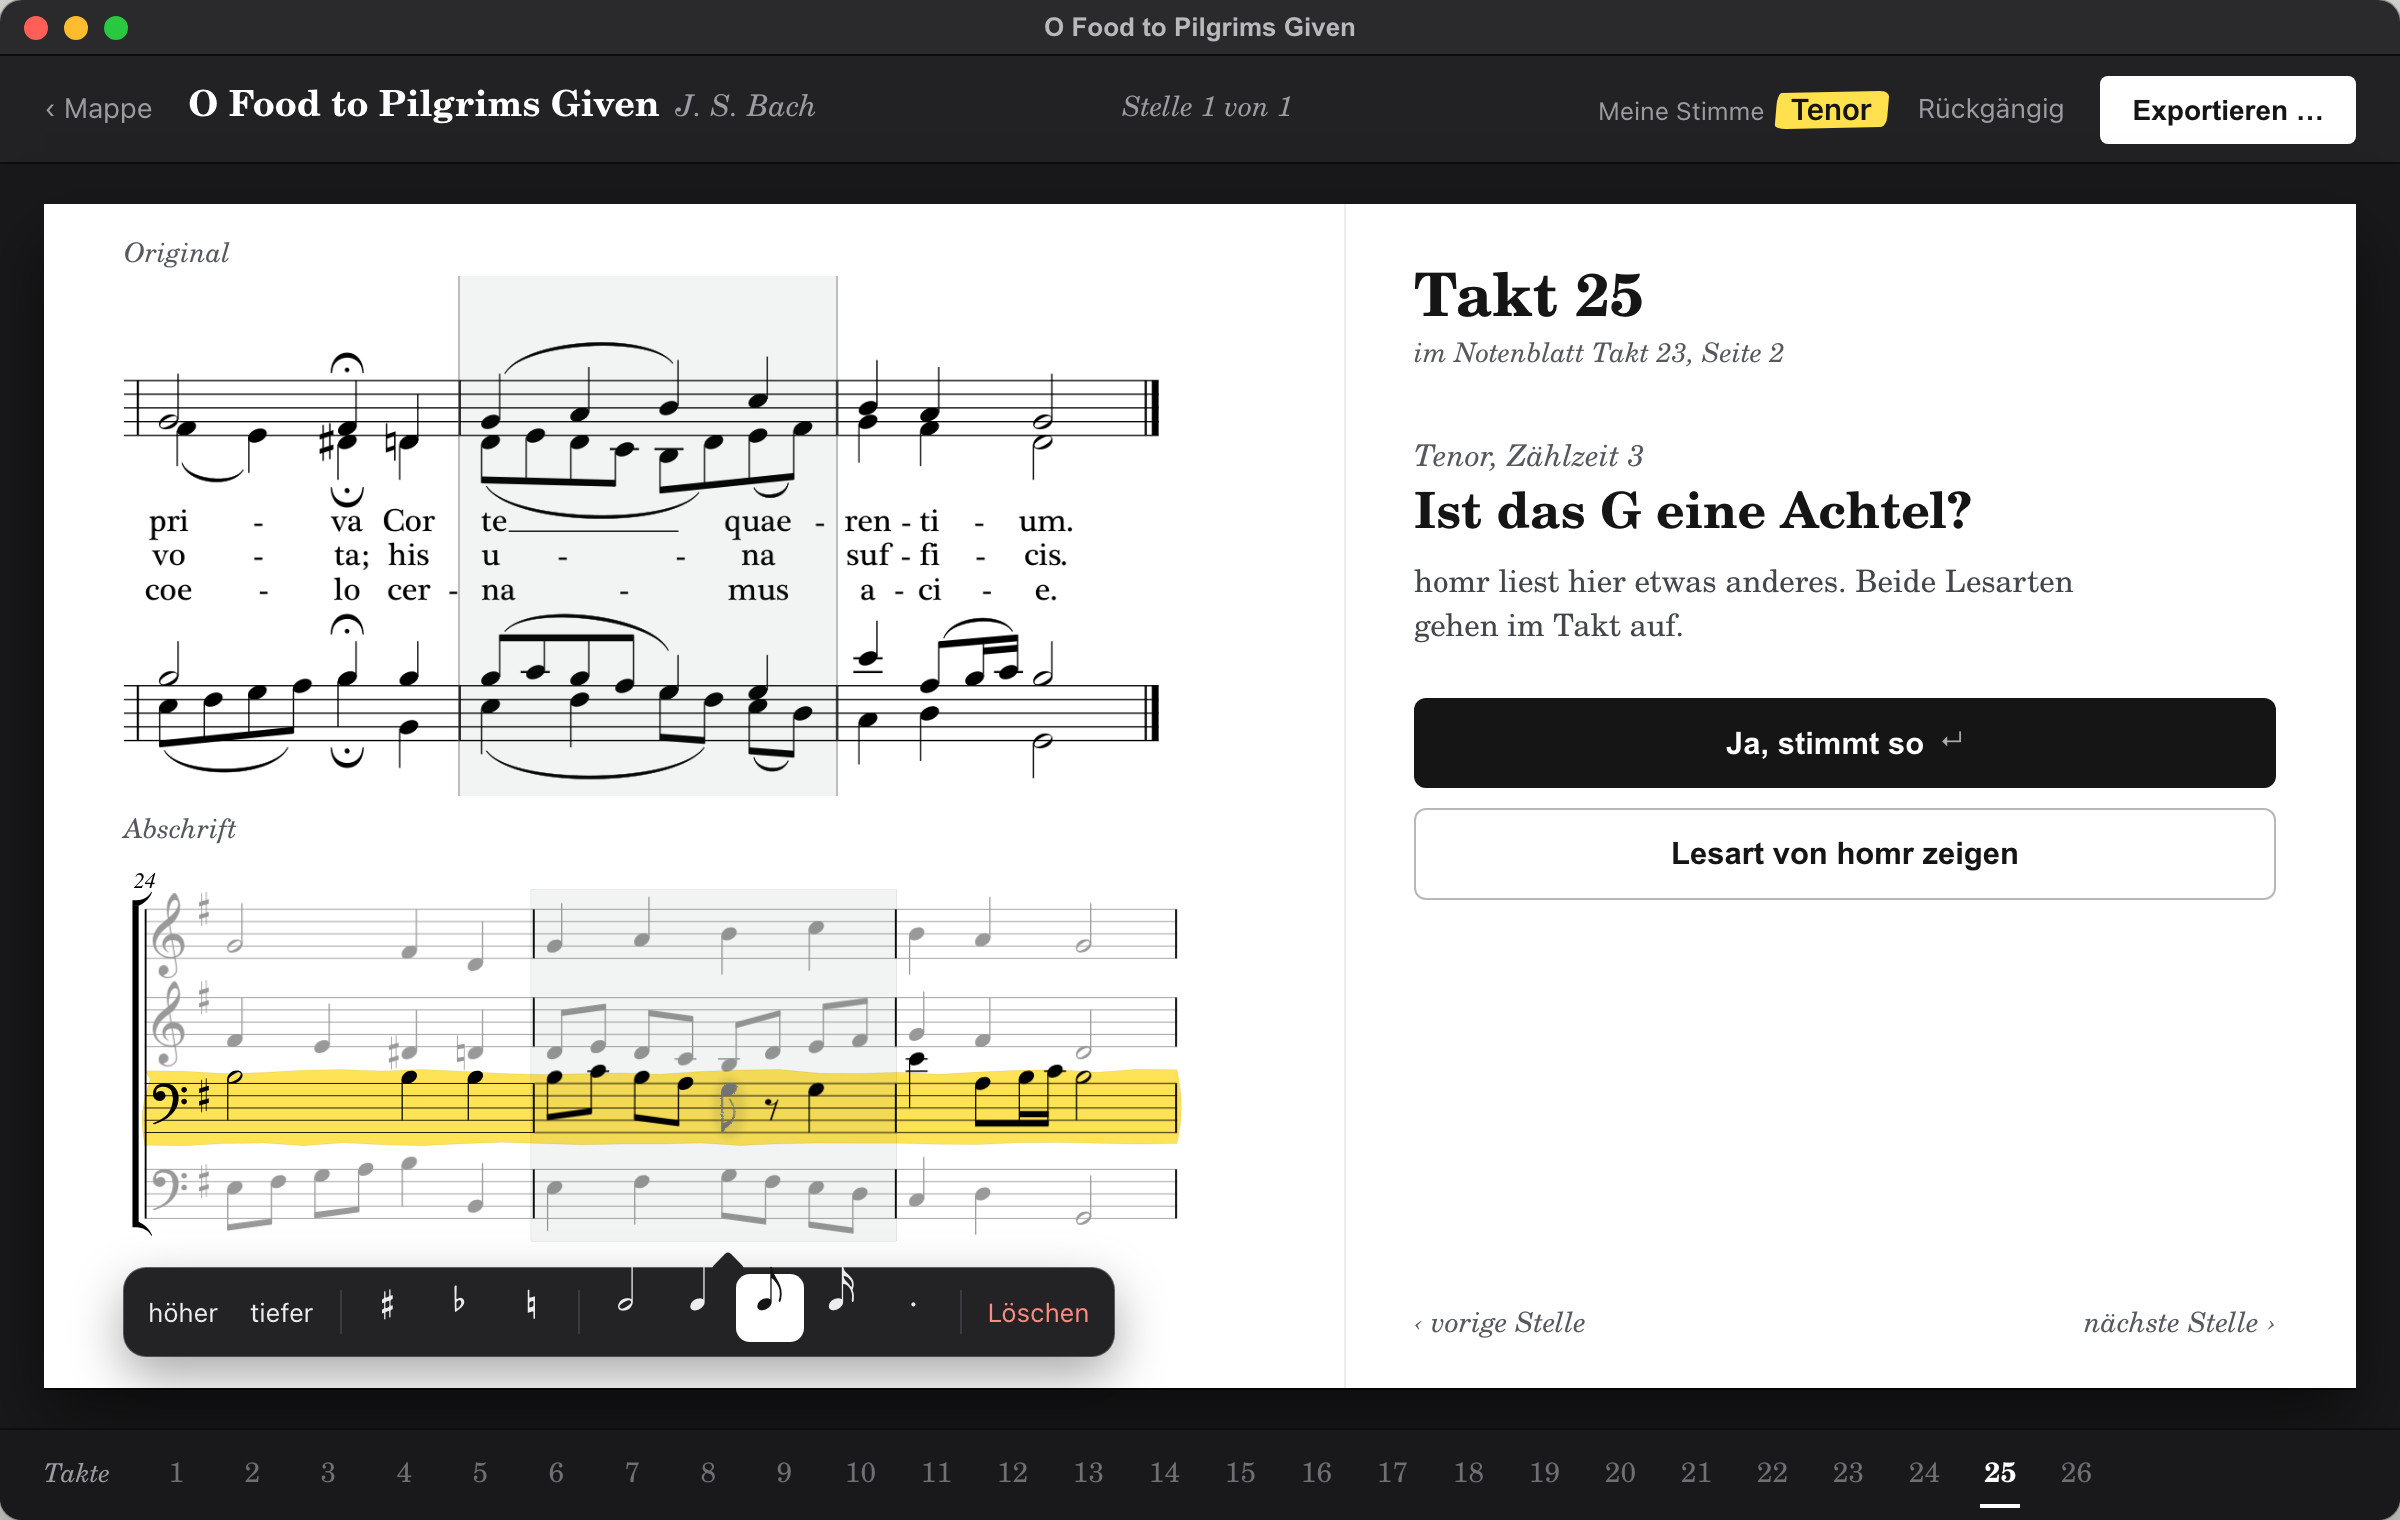 O Food to Pilgrims Given
‹ Mappe O Food to Pilgrims Given J. S. Bach Stelle 1 von 1 Meine Stimme Tenor Rückgängig Exportieren ...
Original
pri - va Cor te quae - ren - ti - um.
vo - ta; his u - - na suf - fi - cis.
coe - lo cer - na - mus a - ci - e.
Abschrift
24
höher tiefer ♯ ♭ ♮ Löschen
Takt 25
im Notenblatt Takt 23, Seite 2
Tenor, Zählzeit 3
Ist das G eine Achtel?
homr liest hier etwas anderes. Beide Lesarten
gehen im Takt auf.
Ja, stimmt so ↵
Lesart von homr zeigen
‹ vorige Stelle nächste Stelle ›
Takte 1 2 3 4 5 6 7 8 9 10 11 12 13 14 15 16 17 18 19 20 21 22 23 24 25 26